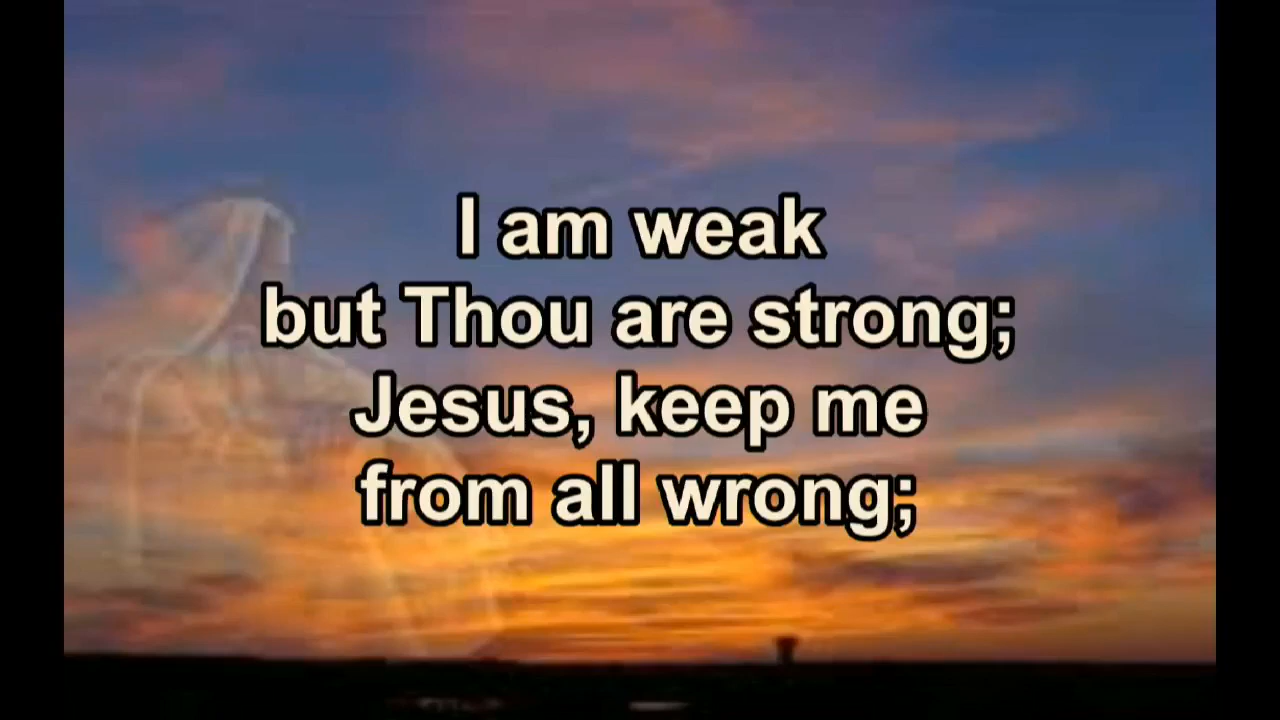 I am weak
but Thou are strong;
Jesus, keep me
from all wrong;